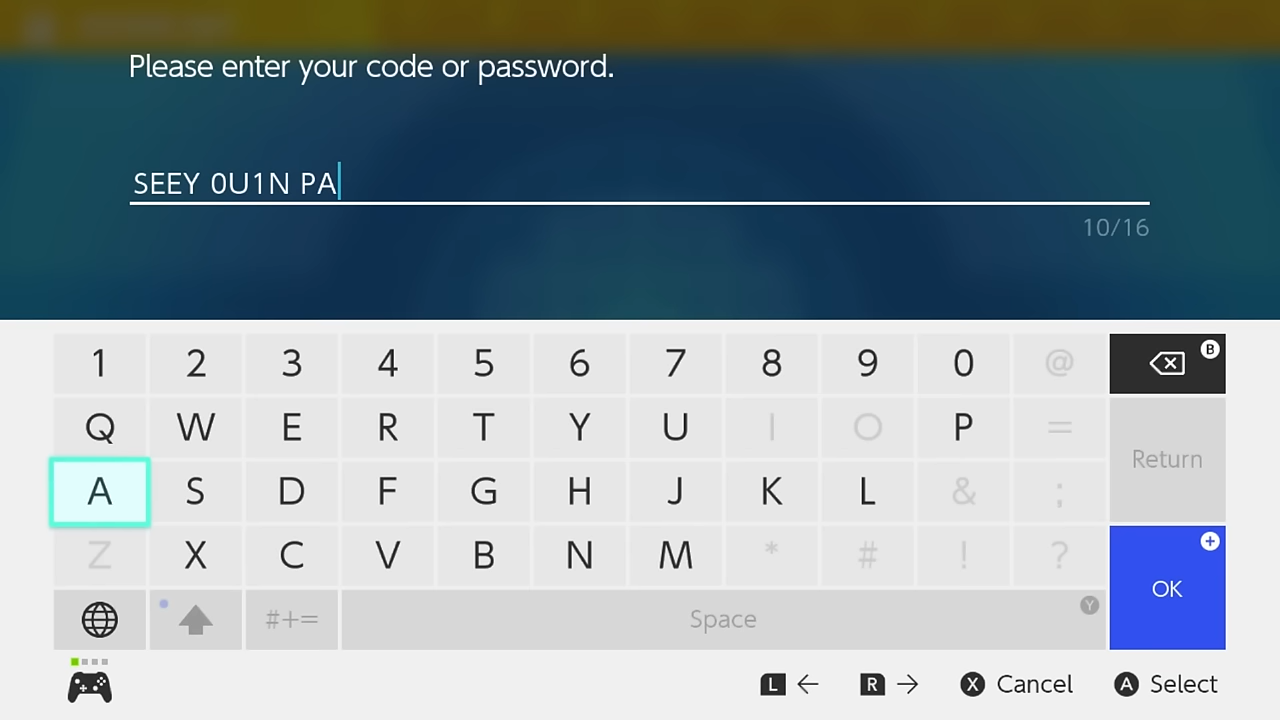 Please enter your code or password.
SEEY 0U1N PA
10/16
1 2 3 4 5 6 7 8 9 0 @
B
Q W E R T Y U I O P =
Return
A S D F G H J K L & ;
Z X C V B N M * # ! ?
+
OK
#+=
Space
Y
L ← R → X Cancel A Select